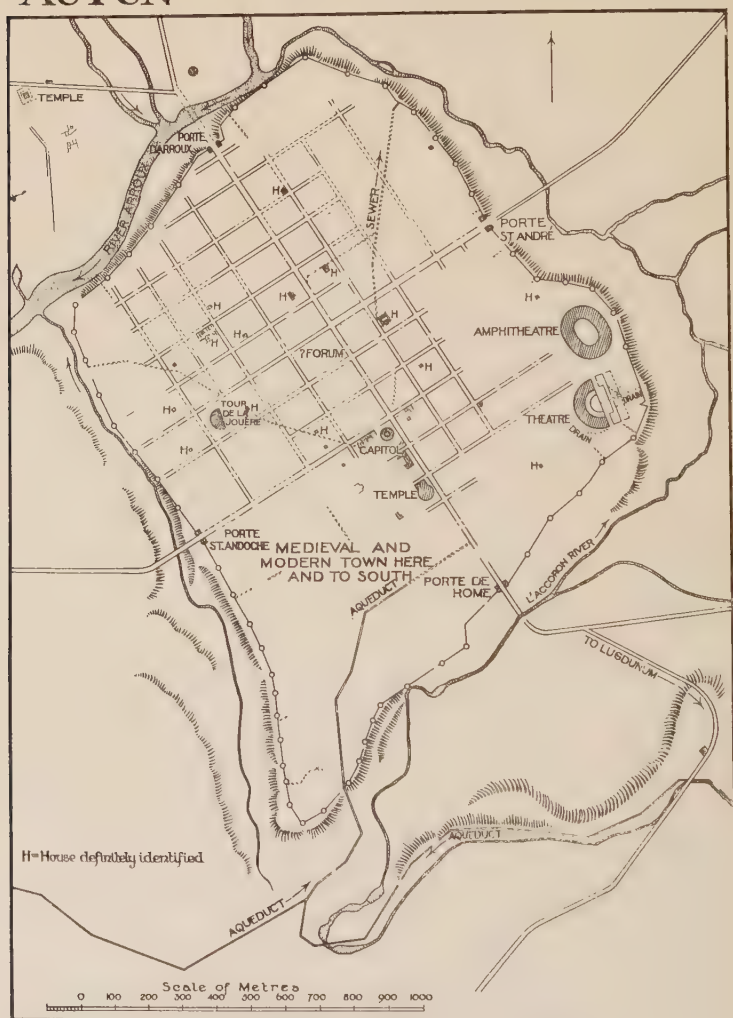 AUTUN
TEMPLE
PORTE
D'ARROUX
H
RIVER ARROUX
SEWER
PORTE
ST. ANDRÉ
H
H
H
H
H
H
H
AMPHITHEATRE
?FORUM
H
TOUR
DE LA
JOUÈRE
H
H
DRAIN
THEATRE
DRAIN
H
CAPITOL
H
TEMPLE
PORTE
ST. ANDOCHE
MEDIEVAL AND
MODERN TOWN HERE
AND TO SOUTH
AQUEDUCT
PORTE DE
HOME
L'ACCORON RIVER
TO LUGDUNUM
AQUEDUCT
H=House definitely identified
AQUEDUCT
Scale of Metres
0 100 200 300 400 500 600 700 800 900 1000